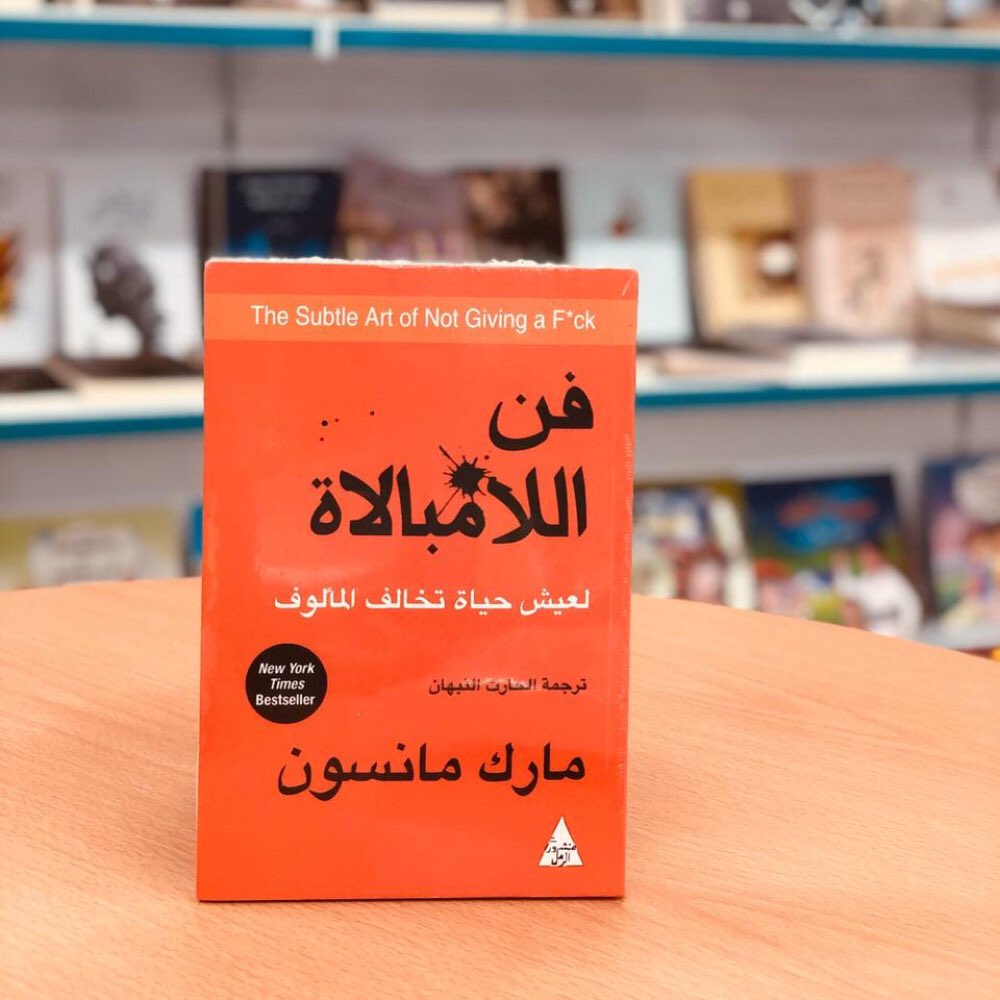 The Subtle Art of Not Giving a F*ck
فن
اللامبالاة
لعيش حياة تخالف المألوف
New York
Times
Bestseller
ترجمة الحارث النبهان
مارك مانسون
منشورات
الرمل